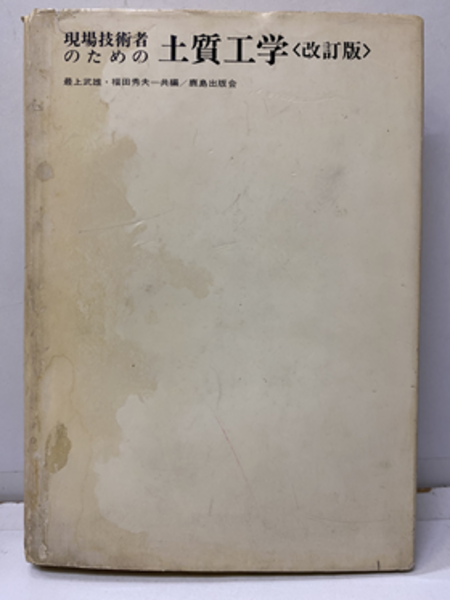 現場技術者
のための 土質工学〈改訂版〉
最上武雄・福田秀夫一共編／鹿島出版会